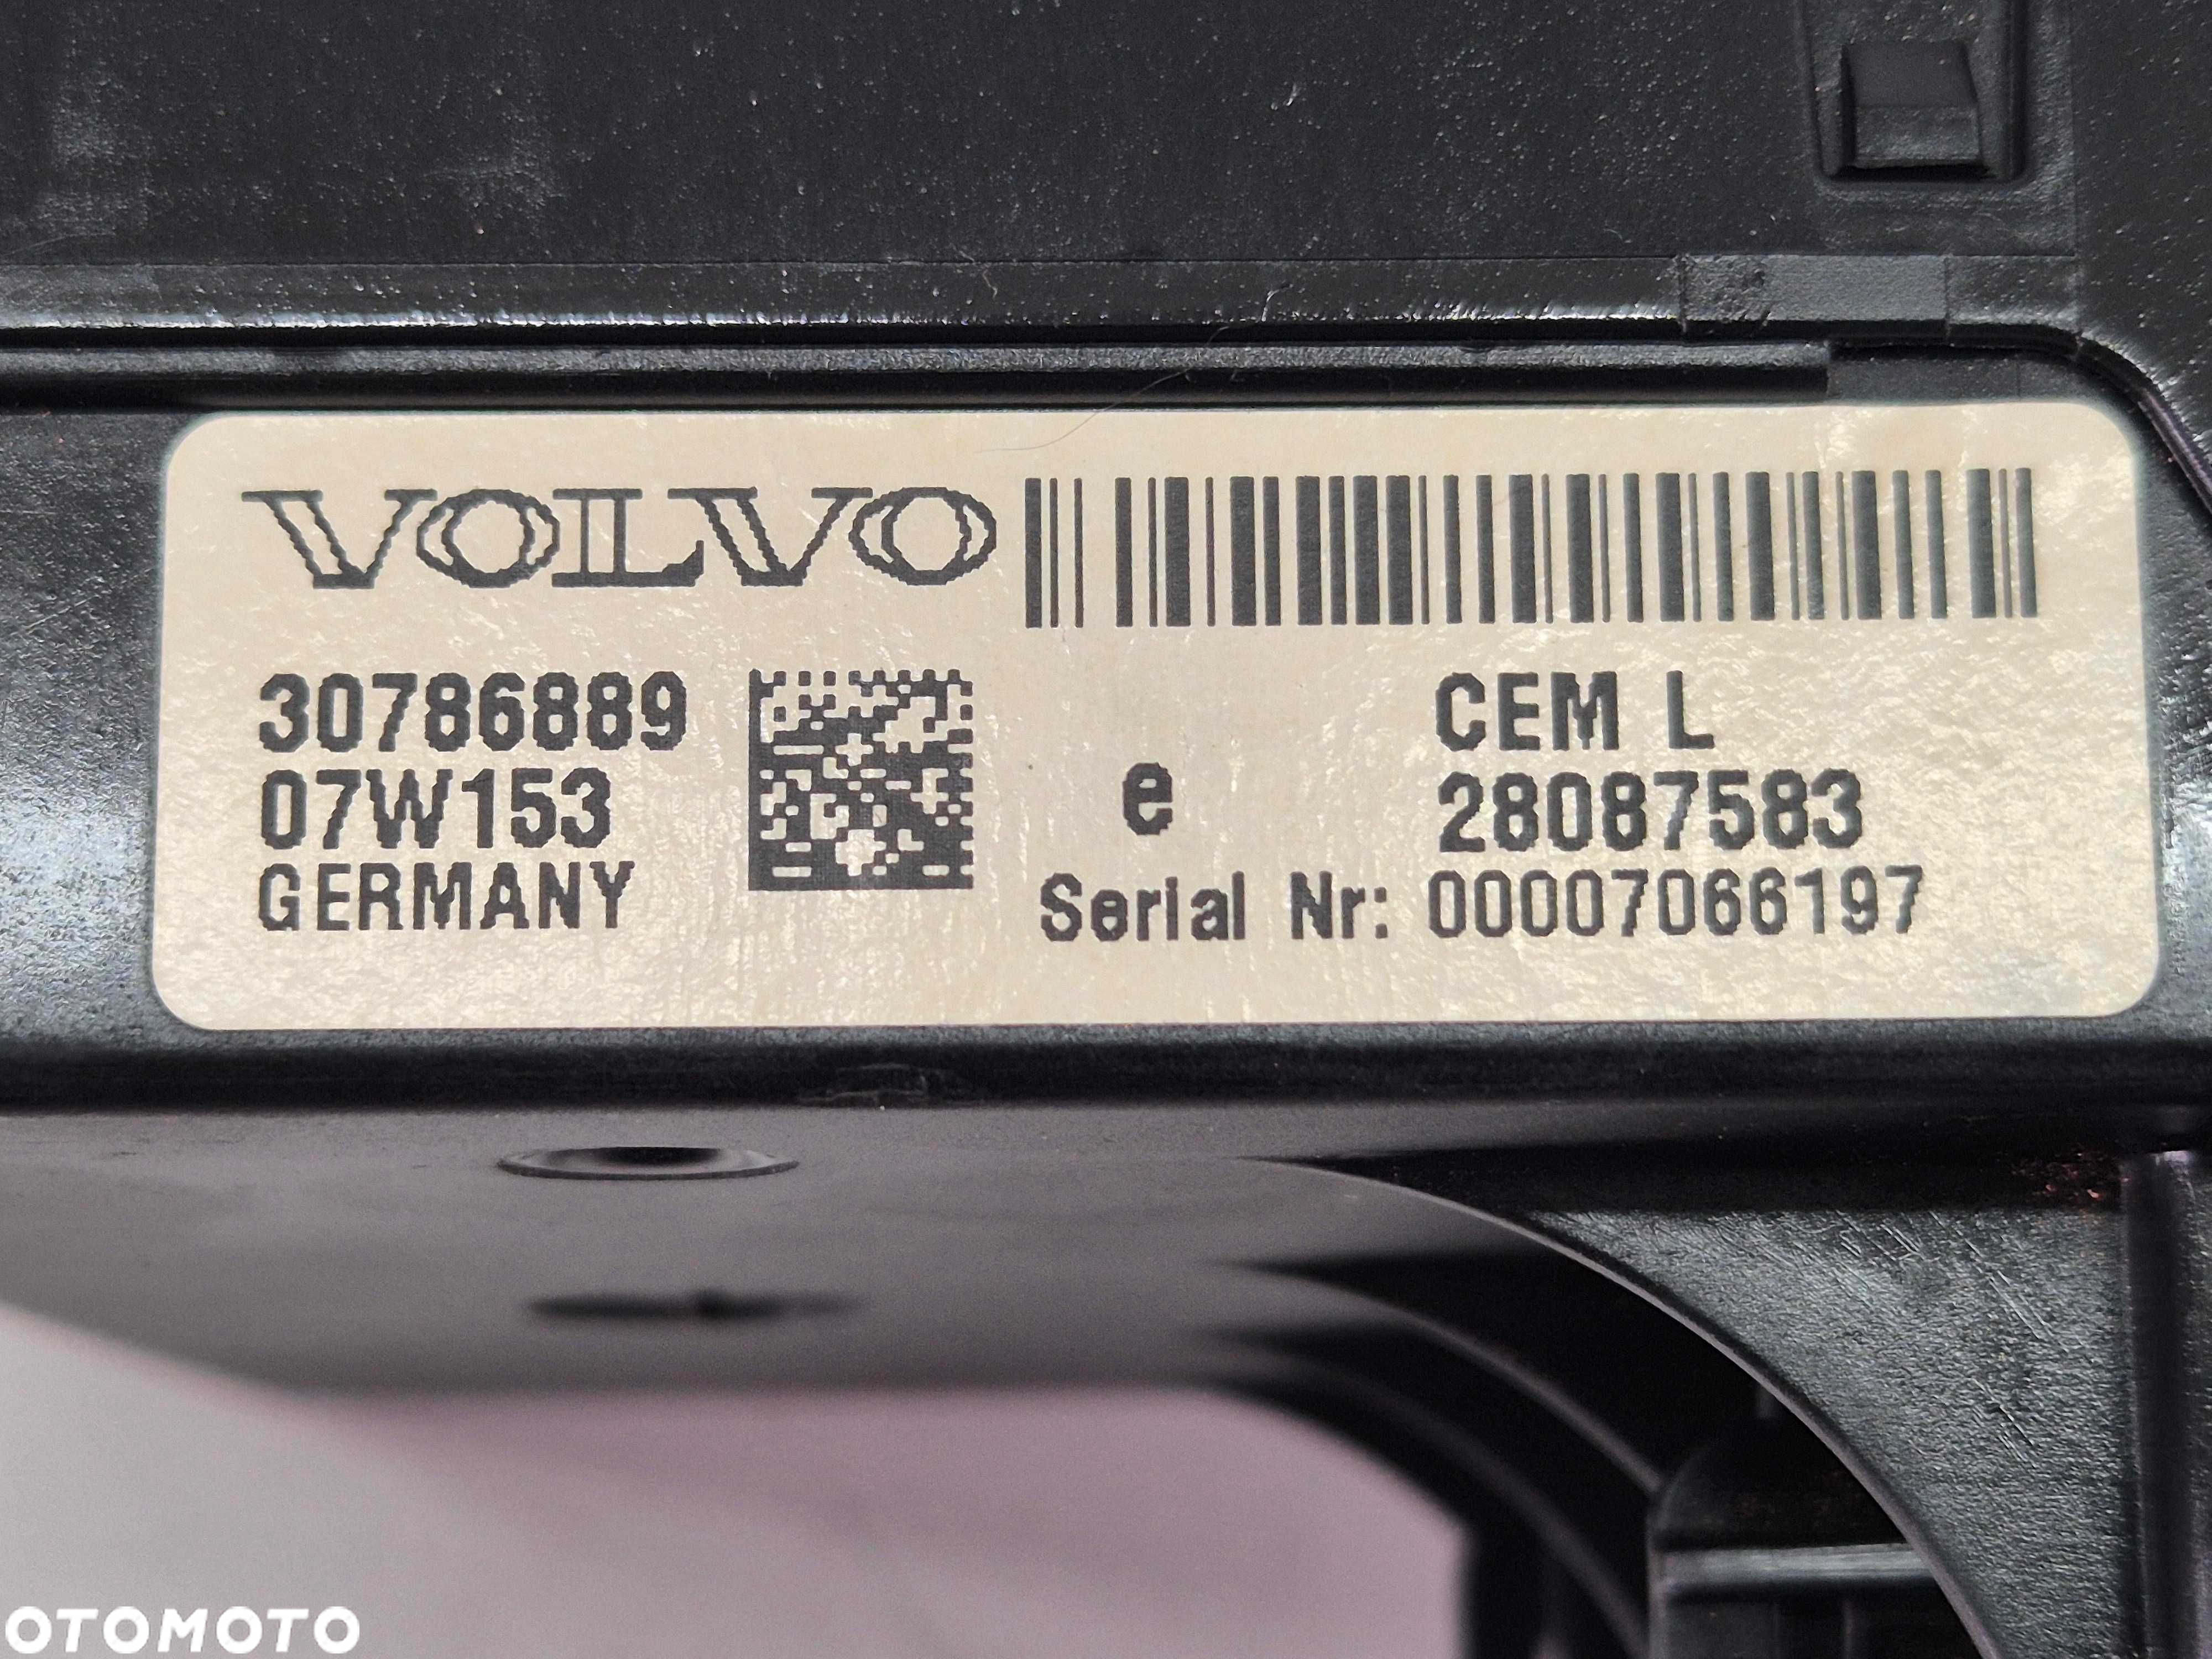 VOLVO
30786889
07W153
GERMANY
e
CEM L
28087583
Serial Nr: 00007066197
OTOMOTO